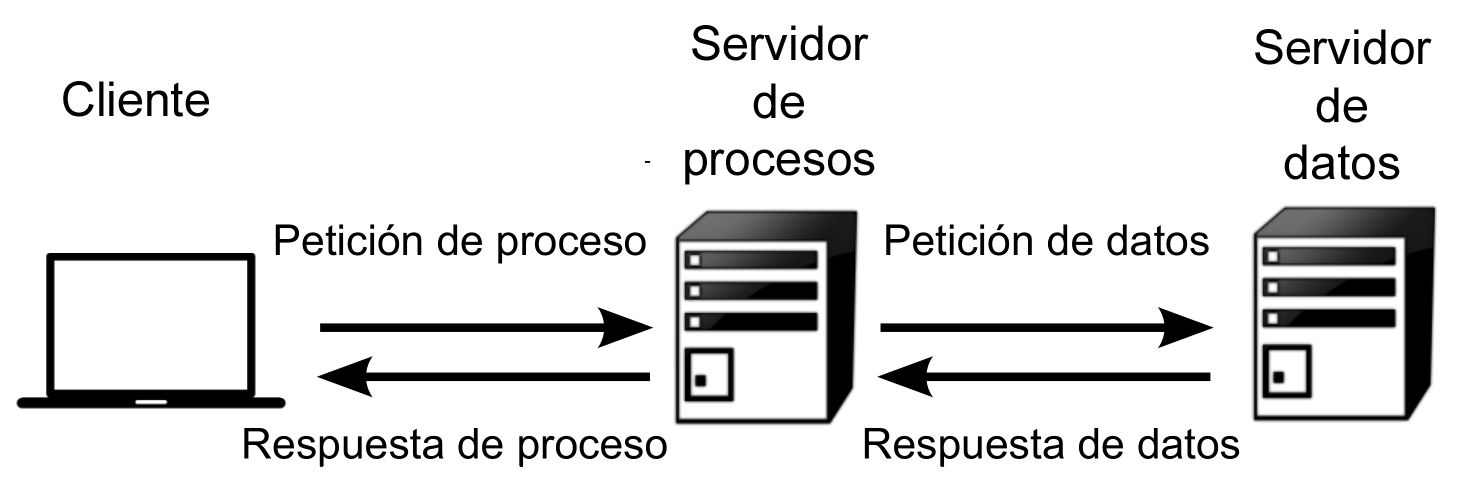 Cliente
Servidor
de
procesos
-
Servidor
de
datos
Petición de proceso
Petición de datos
Respuesta de proceso
Respuesta de datos